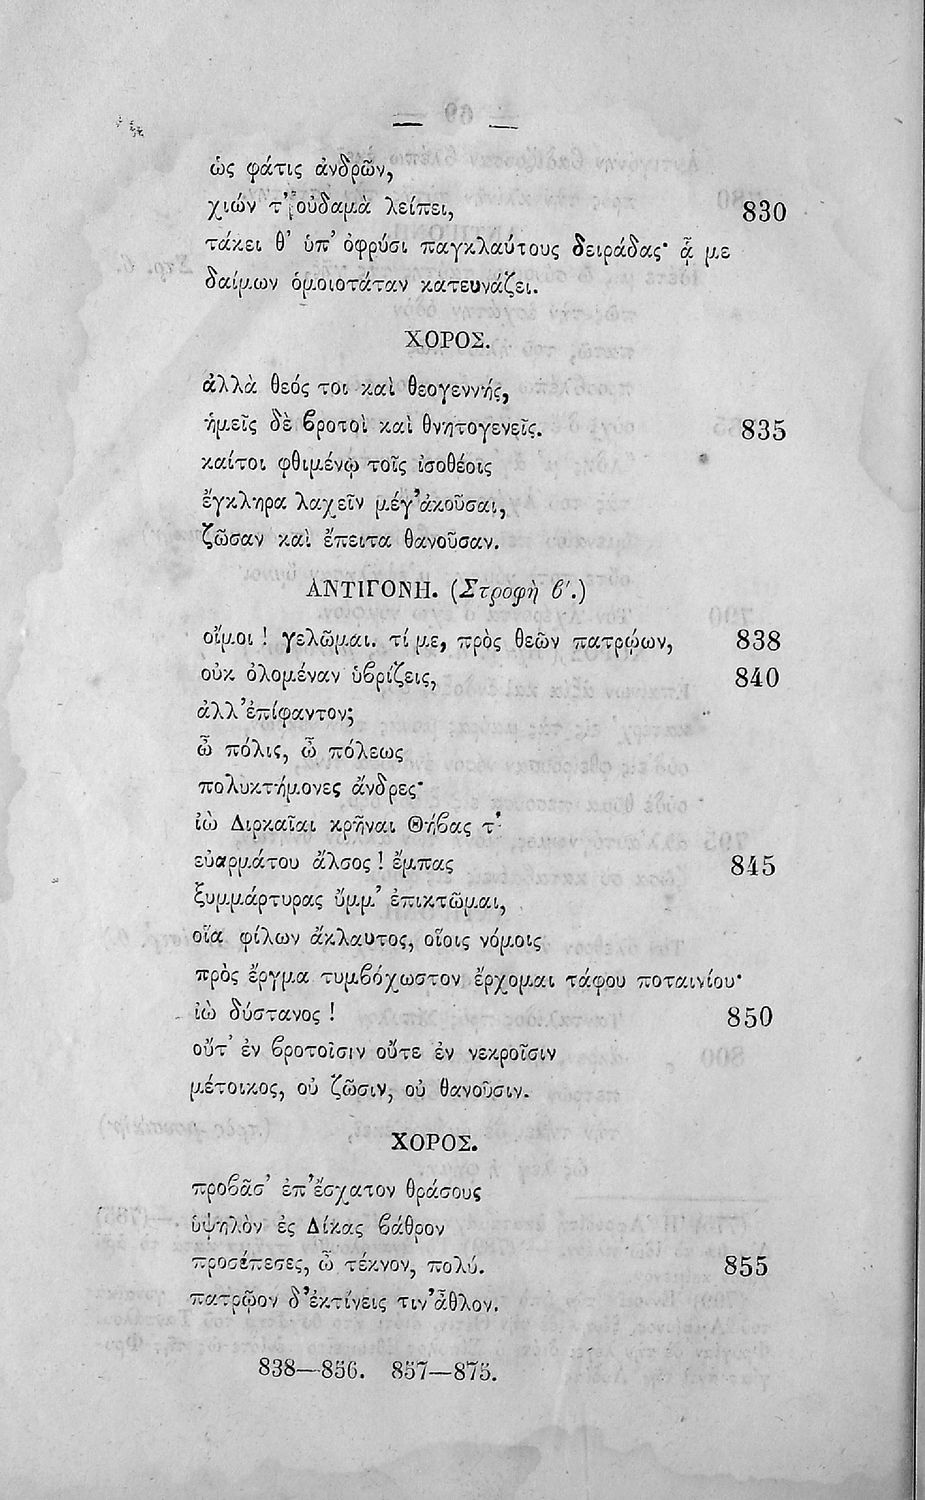 — —
ὡς φάτις ἀνδρῶν,
χιών τ' οὐδαμὰ λείπει, 830
τάκει θ' ὑπ' ὀφρύσι παγκλαύτους δειράδας· ᾇ με
δαίμων ὁμοιοτάταν κατευνάζει.
ΧΟΡΟΣ.
ἀλλὰ θεός τοι καὶ θεογεννής,
ἡμεῖς δὲ ϐροτοὶ καὶ θνητογενεῖς. 835
καίτοι φθιμένῳ τοῖς ἰσοθέοις
ἔγκληρα λαχεῖν μέγ' ἀκοῦσαι,
ζῶσαν καὶ ἔπειτα θανοῦσαν.
ΑΝΤΙΓΟΝΗ. (Στροφὴ ϐ΄.)
οἴμοι ! γελῶμαι. τί με, πρὸς θεῶν πατρῴων, 838
οὐκ ὀλομέναν ὑϐρίζεις, 840
ἀλλ' ἐπίφαντον;
ὦ πόλις, ὦ πόλεως
πολυκτήμονες ἄνδρες·
ἰὼ Διρκαῖαι κρῆναι Θήϐας τ'
εὐαρμάτου ἄλσος ! ἔμπας 845
ξυμμάρτυρας ὔμμ' ἐπικτῶμαι,
οἵα φίλων ἄκλαυτος, οἵοις νόμοις
πρὸς ἕργμα τυμϐόχωστον ἔρχομαι τάφου ποταινίου·
ἰὼ δύστανος ! 850
οὔτ' ἐν ϐροτοῖσιν οὔτε ἐν νεκροῖσιν
μέτοικος, οὐ ζῶσιν, οὐ θανοῦσιν.
ΧΟΡΟΣ.
προϐᾶσ' ἐπ' ἔσχατον θράσους
ὑψηλὸν ἐς Δίκας ϐάθρον
προσέπεσες, ὦ τέκνον, πολύ. 855
πατρῷον δ' ἐκτίνεις τιν' ἆθλον.
838—856. 857—875.